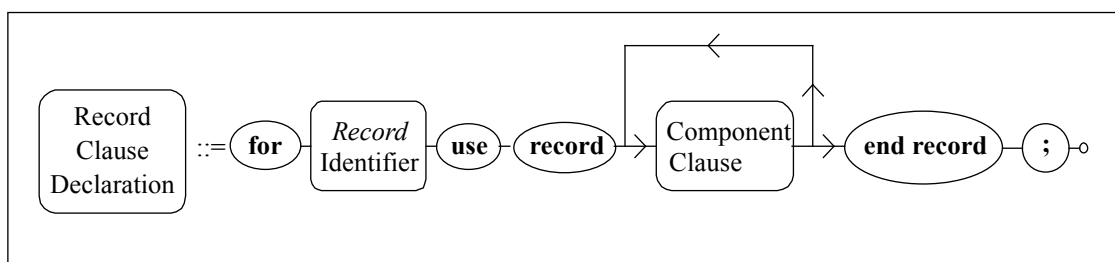 Record
Clause
Declaration
::=
for
Record
Identifier
use
record
Component
Clause
end record
;